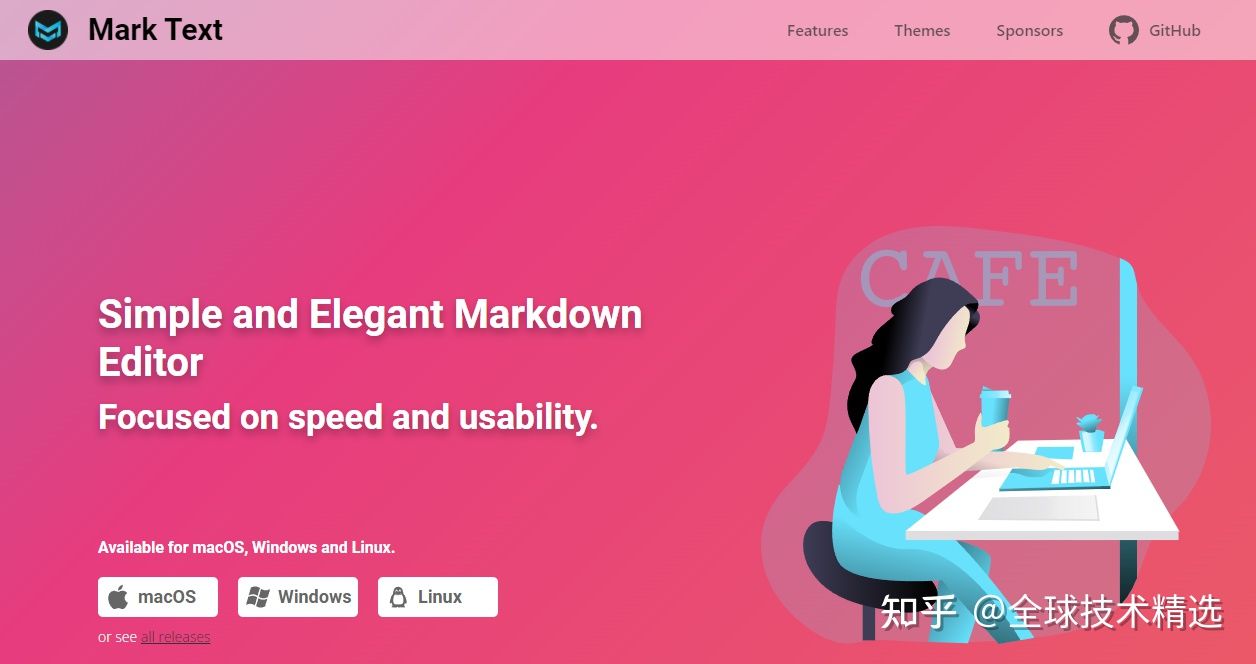 Mark Text
Features
Themes
Sponsors
GitHub
CAFE
Simple and Elegant Markdown
Editor
Focused on speed and usability.
Available for macOS, Windows and Linux.
macOS
Windows
Linux
or see all releases
知乎 @全球技术精选